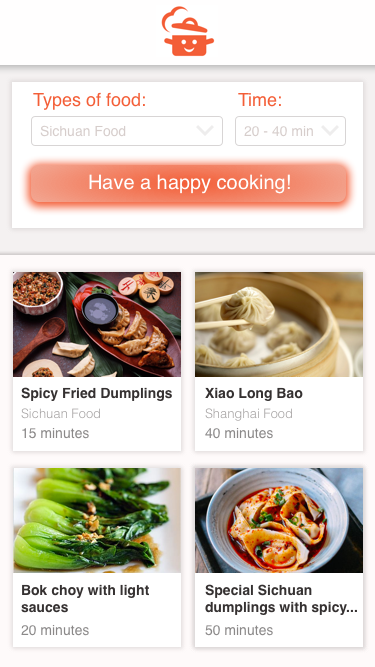 Types of food:
Time:
Sichuan Food
20 - 40 min
Have a happy cooking!
Spicy Fried Dumplings
Sichuan Food
15 minutes
Xiao Long Bao
Shanghai Food
40 minutes
Bok choy with light
sauces
20 minutes
Special Sichuan
dumplings with spicy...
50 minutes